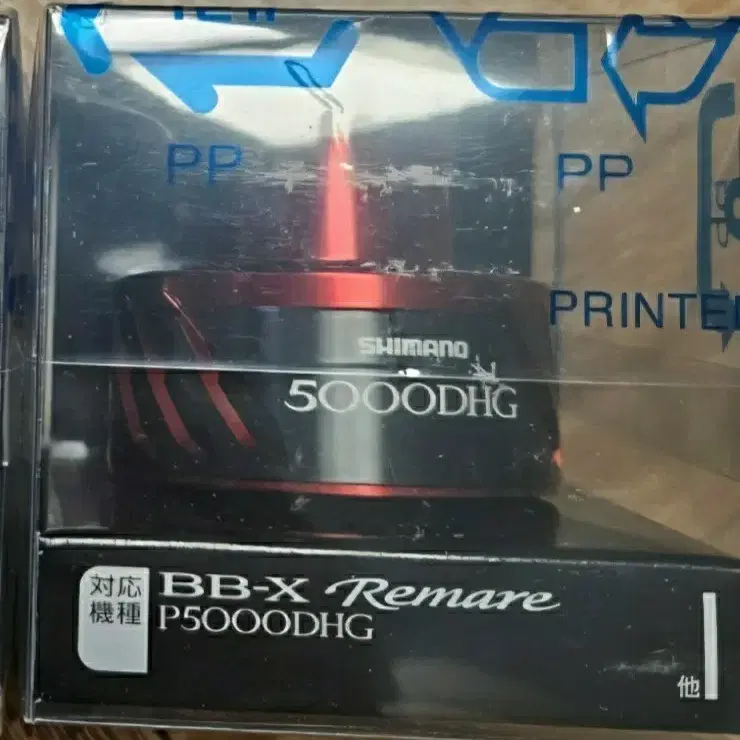 PP
PP
PRINTE
SHIMANO
5000DHG
対応
機種
BB-X Remare
P5000DHG
他